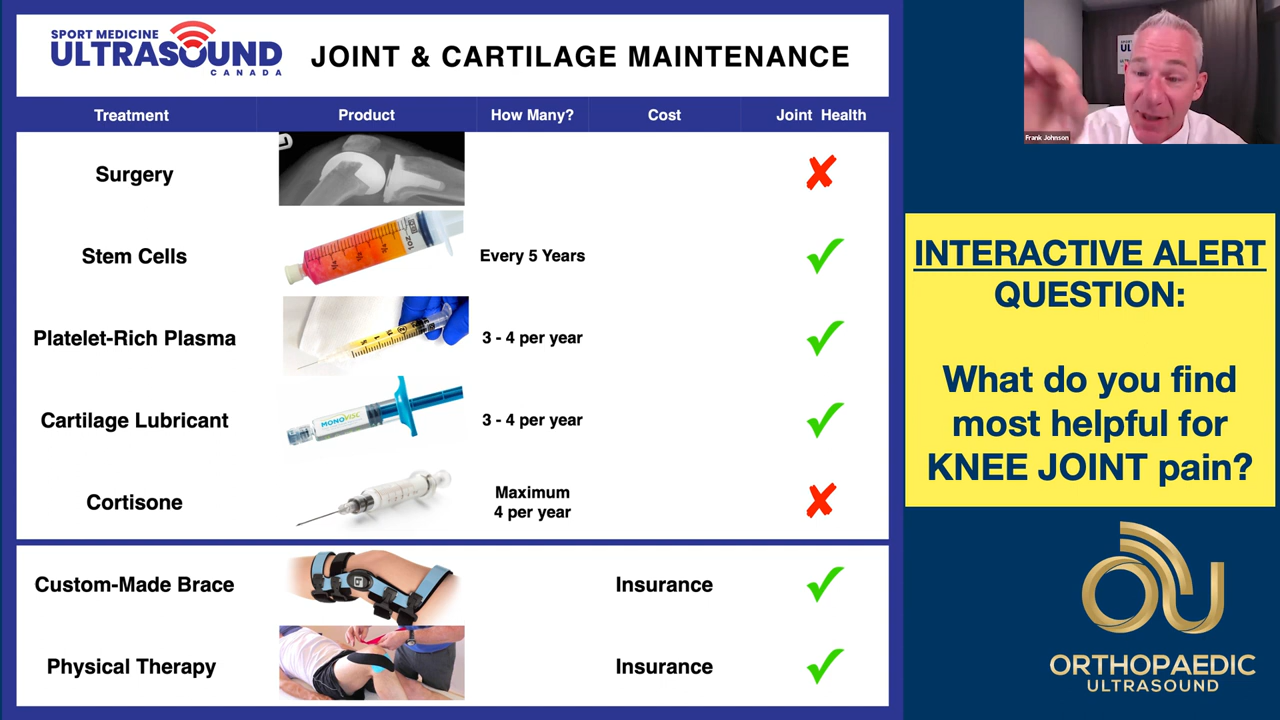 SPORT MEDICINE
ULTRASOUND
CANADA
JOINT & CARTILAGE MAINTENANCE
Treatment Product How Many? Cost Joint Health
Surgery
Stem Cells Every 5 Years
Platelet-Rich Plasma 3 - 4 per year
Cartilage Lubricant MONOVISC 3 - 4 per year
Cortisone Maximum
4 per year
Custom-Made Brace Insurance
Physical Therapy Insurance
Frank Johnson
INTERACTIVE ALERT
QUESTION:
What do you find
most helpful for
KNEE JOINT pain?
OU
ORTHOPAEDIC
ULTRASOUND